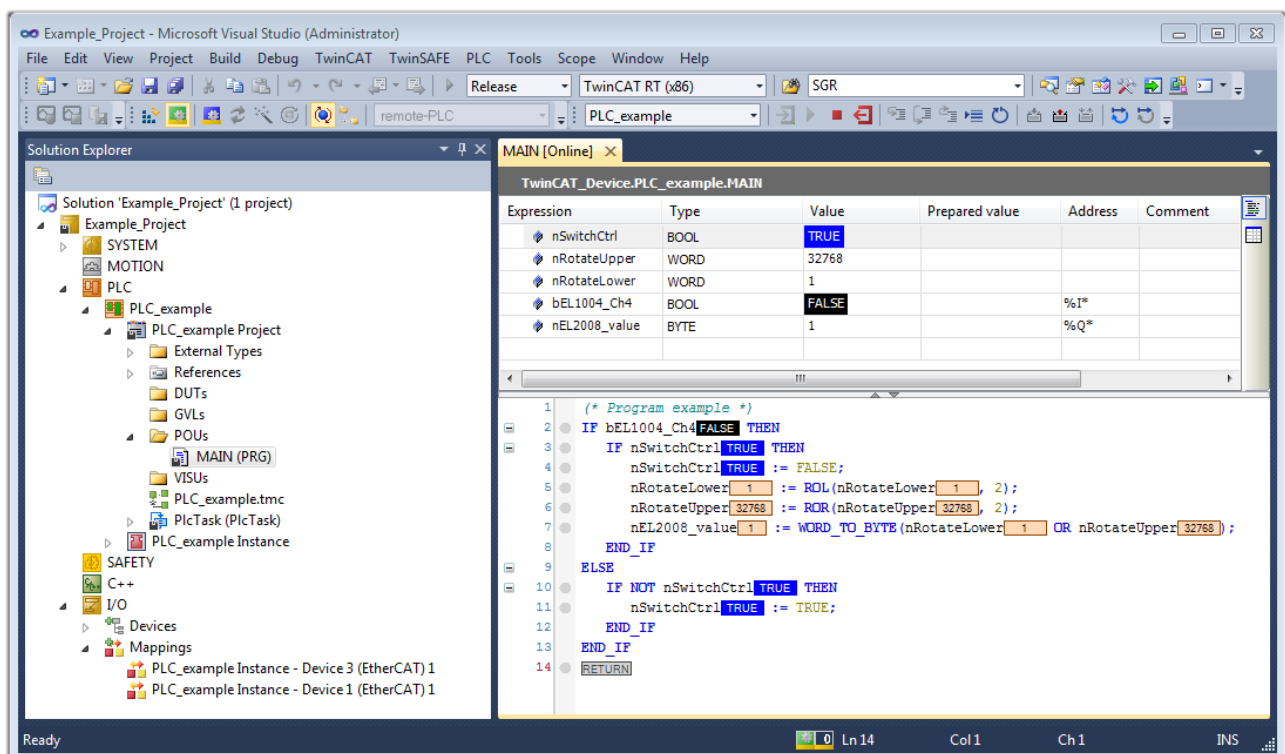 Example_Project - Microsoft Visual Studio (Administrator)
File Edit View Project Build Debug TwinCAT TwinSAFE PLC Tools Scope Window Help
Release TwinCAT RT (x86) SGR
remote-PLC PLC_example
Solution Explorer
Solution 'Example_Project' (1 project)
Example_Project
SYSTEM
MOTION
PLC
PLC_example
PLC_example Project
External Types
References
DUTs
GVLs
POUs
MAIN (PRG)
VISUs
PLC_example.tmc
PlcTask (PlcTask)
PLC_example Instance
SAFETY
C++
I/O
Devices
Mappings
PLC_example Instance - Device 3 (EtherCAT) 1
PLC_example Instance - Device 1 (EtherCAT) 1
MAIN [Online]
TwinCAT_Device.PLC_example.MAIN
Expression Type Value Prepared value Address Comment
nSwitchCtrl BOOL TRUE
nRotateUpper WORD 32768
nRotateLower WORD 1
bEL1004_Ch4 BOOL FALSE %I*
nEL2008_value BYTE 1 %Q*
1 (* Program example *)
2 IF bEL1004_Ch4 FALSE THEN
3 IF nSwitchCtrl TRUE THEN
4 nSwitchCtrl TRUE := FALSE;
5 nRotateLower 1 := ROL(nRotateLower 1 , 2);
6 nRotateUpper 32768 := ROR(nRotateUpper 32768 , 2);
7 nEL2008_value 1 := WORD_TO_BYTE(nRotateLower 1 OR nRotateUpper 32768 );
8 END_IF
9 ELSE
10 IF NOT nSwitchCtrl TRUE THEN
11 nSwitchCtrl TRUE := TRUE;
12 END_IF
13 END_IF
14 RETURN
Ready 0 Ln 14 Col 1 Ch 1 INS